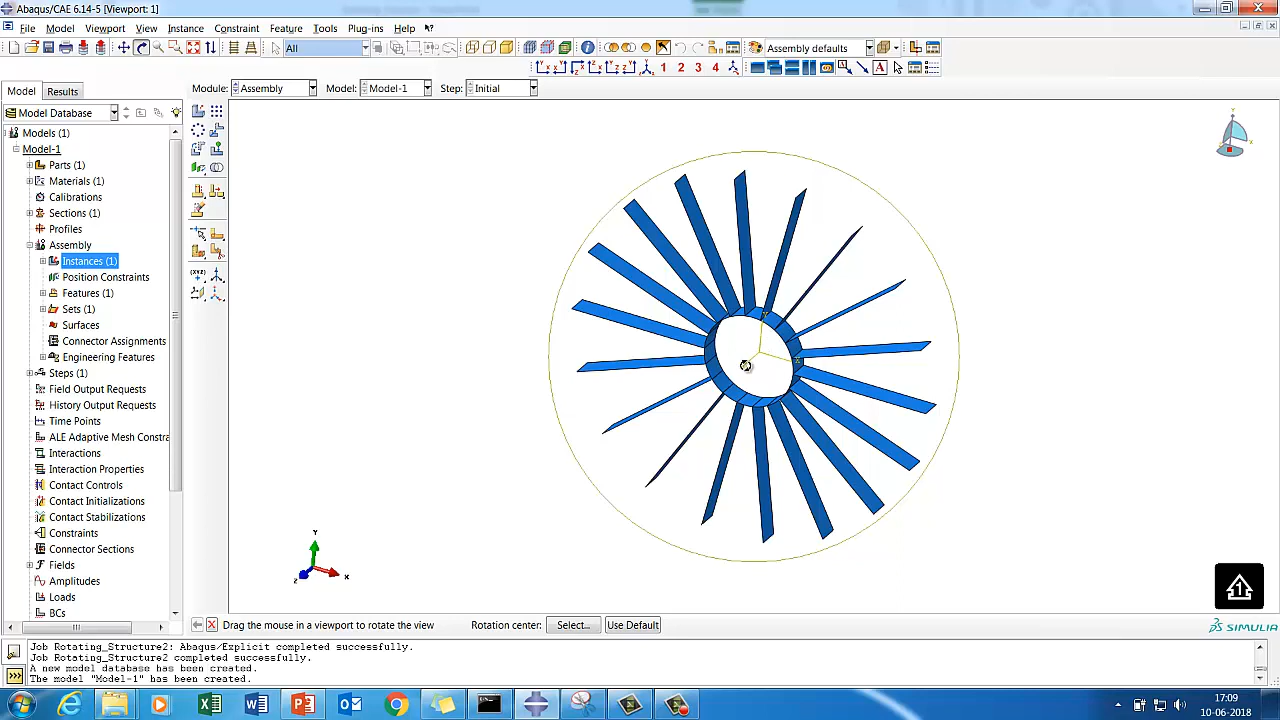 Abaqus/CAE 6.14-5 [Viewport: 1]
File Model Viewport View Instance Constraint Feature Tools Plug-ins Help
All
Assembly defaults
1 2 3 4
Model Results
Module: Assembly Model: Model-1 Step: Initial
Model Database
Models (1)
Model-1
Parts (1)
Materials (1)
Calibrations
Sections (1)
Profiles
Assembly
Instances (1)
Position Constraints
Features (1)
Sets (1)
Surfaces
Connector Assignments
Engineering Features
Steps (1)
Field Output Requests
History Output Requests
Time Points
ALE Adaptive Mesh Constra
Interactions
Interaction Properties
Contact Controls
Contact Initializations
Contact Stabilizations
Constraints
Connector Sections
Fields
Amplitudes
Loads
BCs
Y
X
Z
1
Drag the mouse in a viewport to rotate the view Rotation center: Select... Use Default
SIMULIA
Job Rotating_Structure2: Abaqus/Explicit completed successfully.
Job Rotating_Structure2 completed successfully.
A new model database has been created.
The model "Model-1" has been created.
17:09
10-06-2018